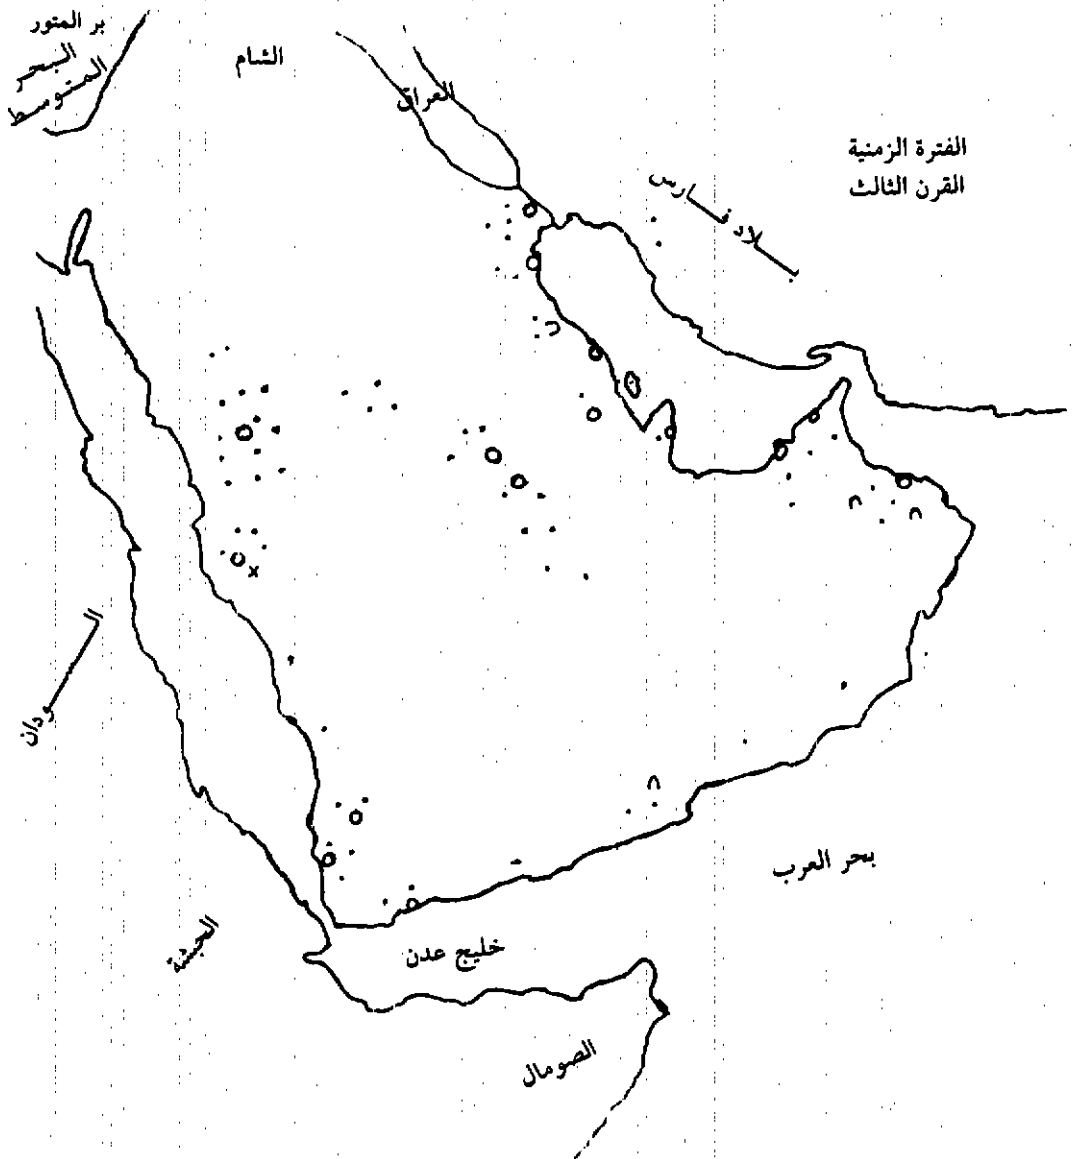 بر المتور
البحر
المتوسط
الشام
العراق
الفترة الزمنية
القرن الثالث
بلاد فارس
السودان
بحر العرب
خليج عدن
الحبشة
الصومال